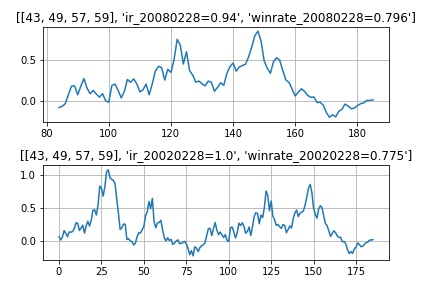 [[43, 49, 57, 59], 'ir_20080228=0.94', 'winrate_20080228=0.796']
0.5
0.0
80 100 120 140 160 180
[[43, 49, 57, 59], 'ir_20020228=1.0', 'winrate_20020228=0.775']
1.0
0.5
0.0
0 25 50 75 100 125 150 175